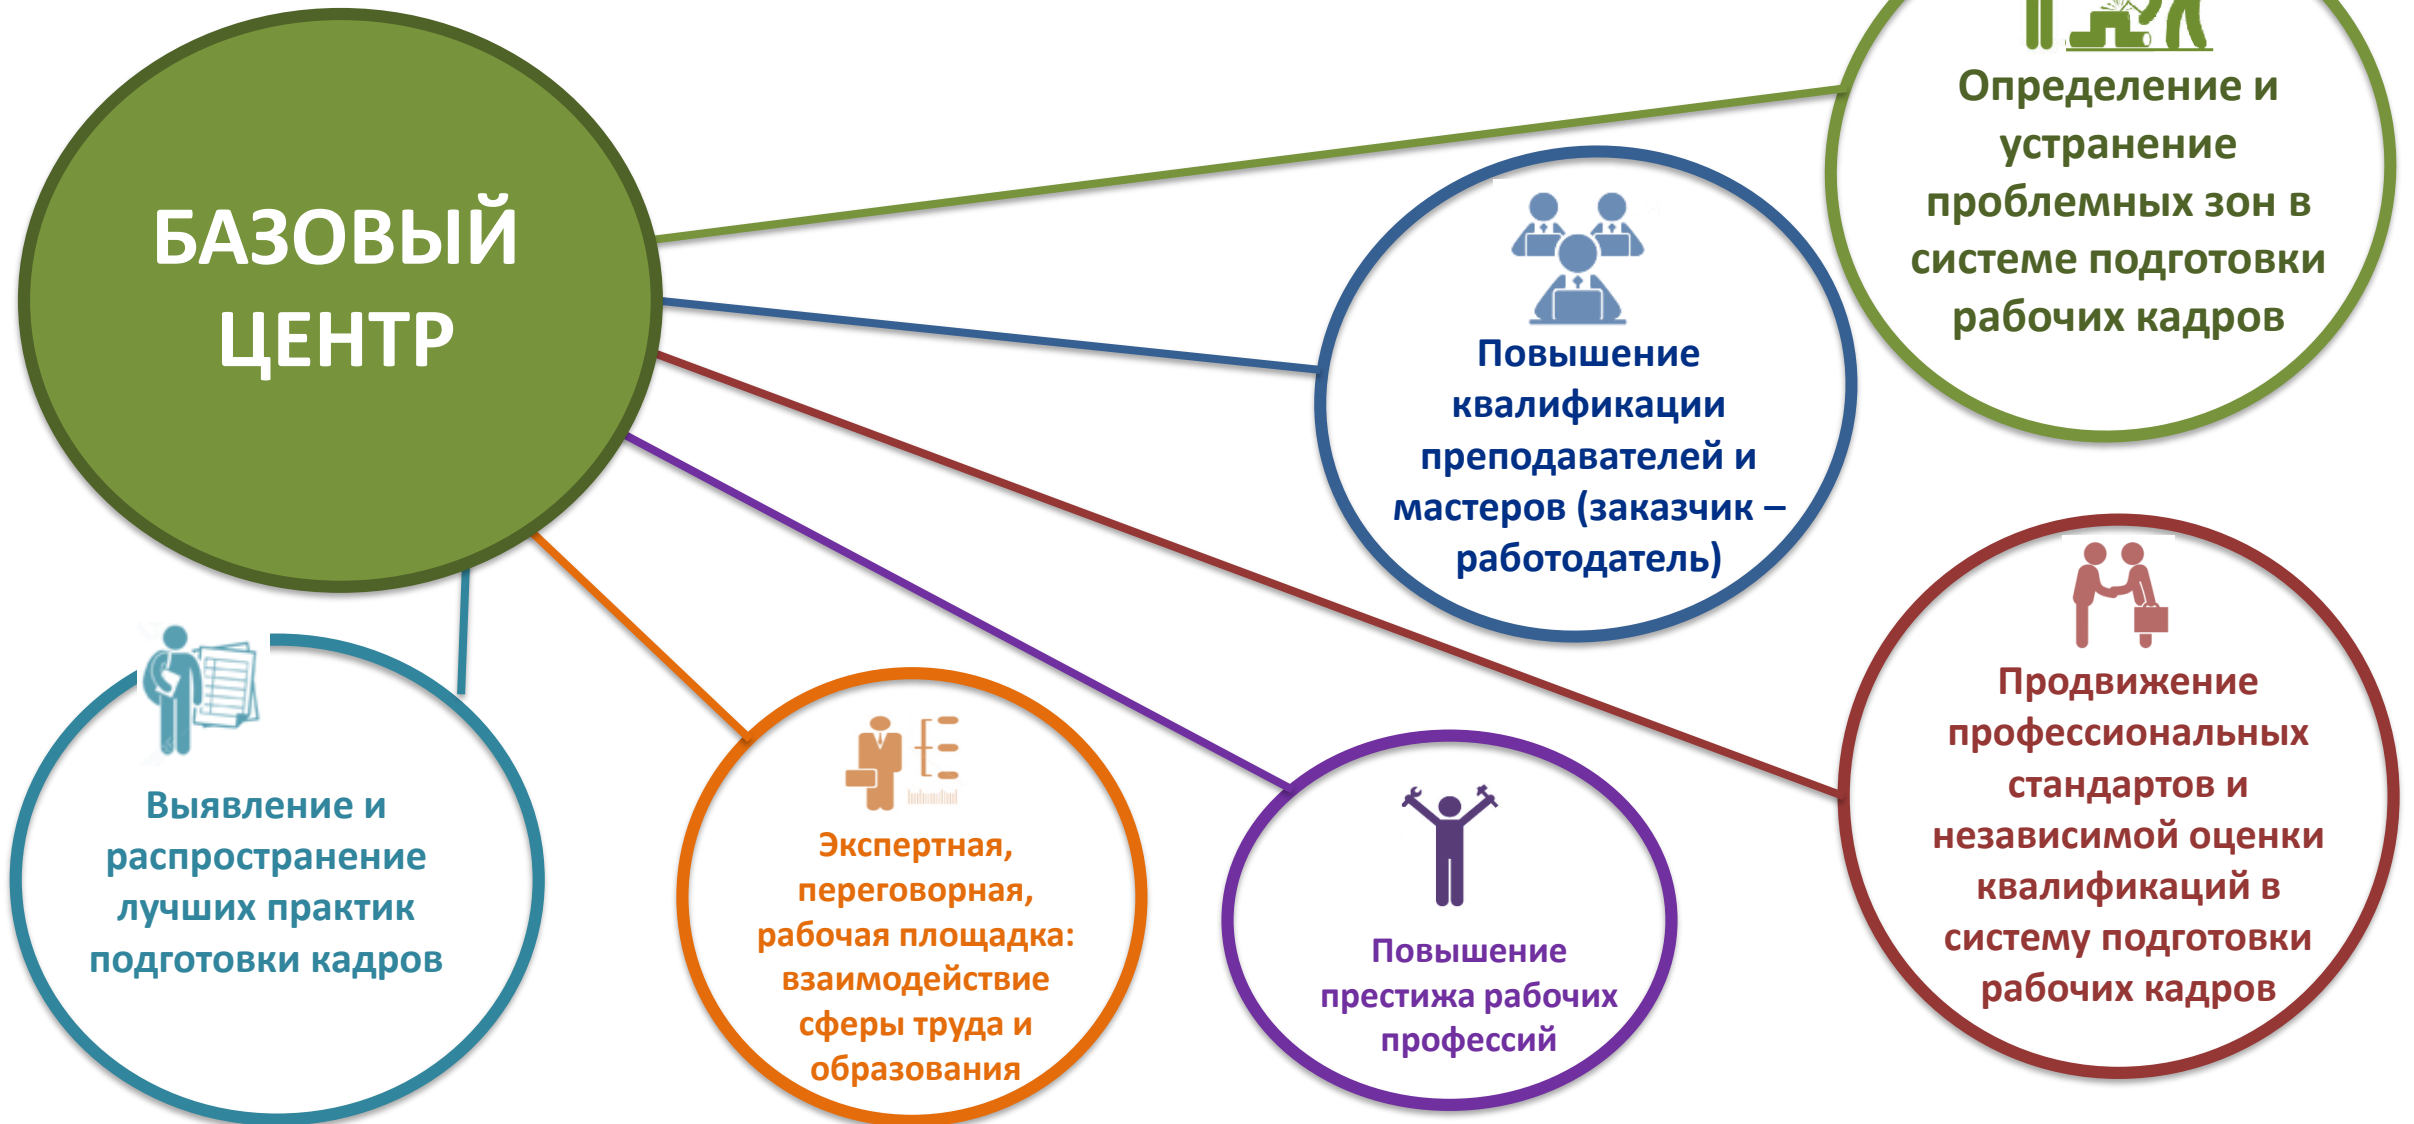 БАЗОВЫЙ
ЦЕНТР
Определение и
устранение
проблемных зон в
системе подготовки
рабочих кадров
Повышение
квалификации
преподавателей и
мастеров (заказчик –
работодатель)
Продвижение
профессиональных
стандартов и
независимой оценки
квалификаций в
систему подготовки
рабочих кадров
Повышение
престижа рабочих
профессий
Экспертная,
переговорная,
рабочая площадка:
взаимодействие
сферы труда и
образования
Выявление и
распространение
лучших практик
подготовки кадров